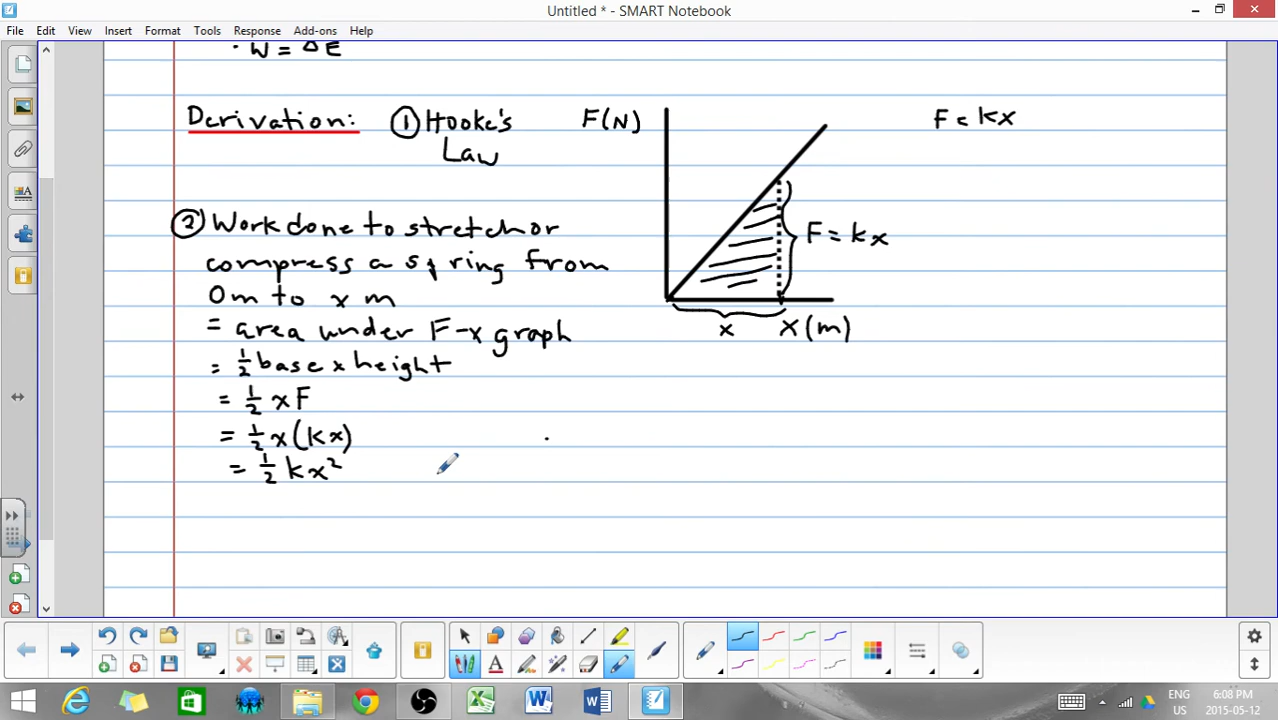 Untitled * - SMART Notebook
File Edit View Insert Format Tools Response Add-ons Help
· W = Δ E
Derivation: ① Hooke's Law
F(N)
F = kx
② Work done to stretch or
compress a spring from
0m to x m
= area under F-x graph
= 1/2 base x height
= 1/2 x F
= 1/2 x (kx)
= 1/2 kx²
F = kx
x
X (m)
ENG
US
6:08 PM
2015-05-12